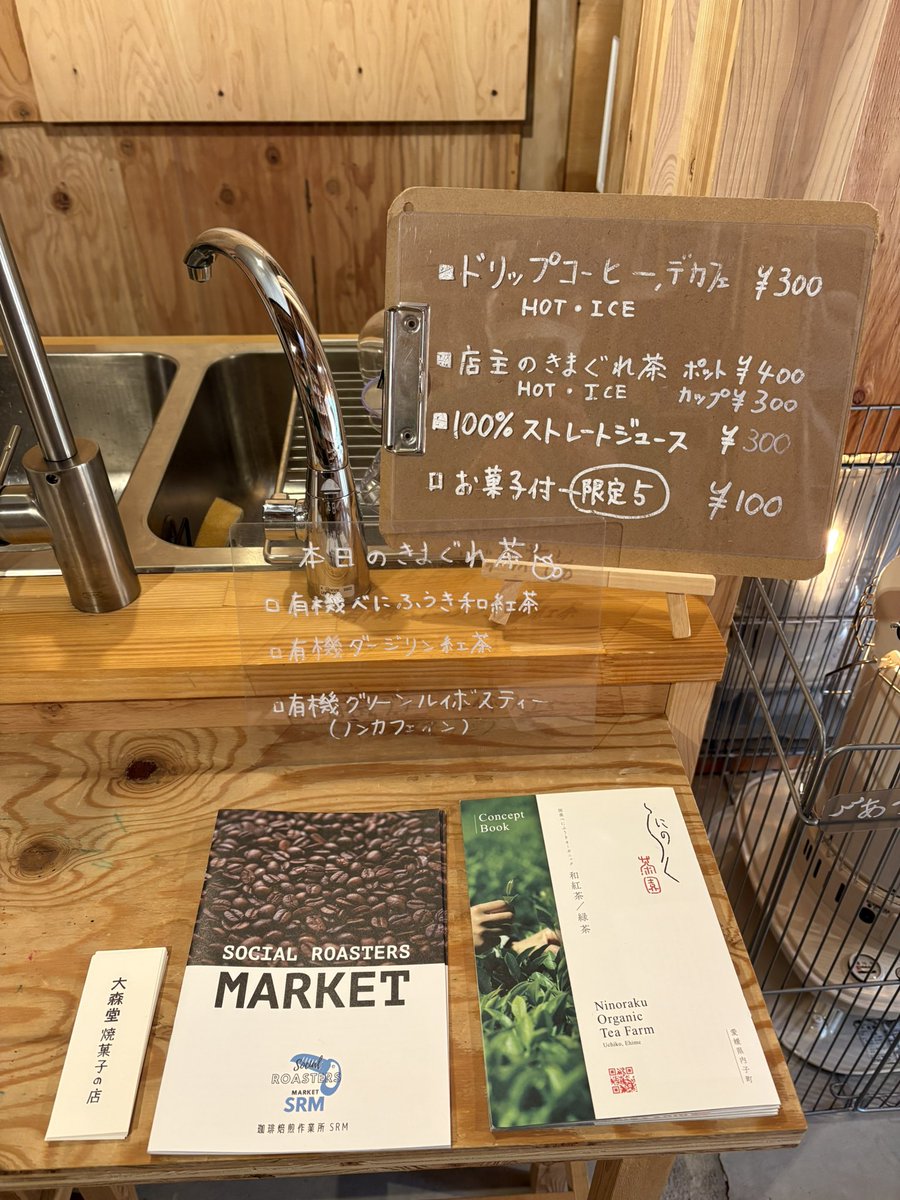 ドリップコーヒー,デカフェ ¥300
HOT・ICE
店主のきまぐれ茶 ポット¥400
HOT・ICE カップ¥300
100%ストレートジュース ¥300
お菓子付 限定5 ¥100
本日のきまぐれ茶
有機べにふうき和紅茶
有機ダージリン紅茶
有機グリーンルイボスティー
(ノンカフェイン)
大森堂 焼菓子の店
SOCIAL ROASTERS
MARKET
Social
ROASTERS
MARKET
SRM
珈琲焙煎作業所 SRM
Concept
Book
和紅茶/緑茶
にのらく
茶園
Ninoraku
Organic
Tea Farm
Uchiko, Ehime
愛媛県内子町